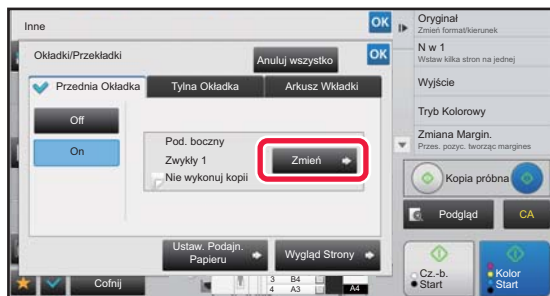 Inne
OK
Okładki/Przekładki
Anuluj wszystko
OK
Przednia Okładka
Tylna Okładka
Arkusz Wkładki
Off
On
Pod. boczny
Zwykły 1
Nie wykonuj kopii
Zmień
Ustaw. Podajn.
Papieru
Wygląd Strony
Cofnij
3 B4
4 A3
A4
Oryginał
Zmień format/kierunek
N w 1
Wstaw kilka stron na jednej
Wyjście
Tryb Kolorowy
Zmiana Margin.
Przes. pozyc. tworząc margines
Kopia próbna
Podgląd
CA
Cz.-b.
Start
Kolor
Start